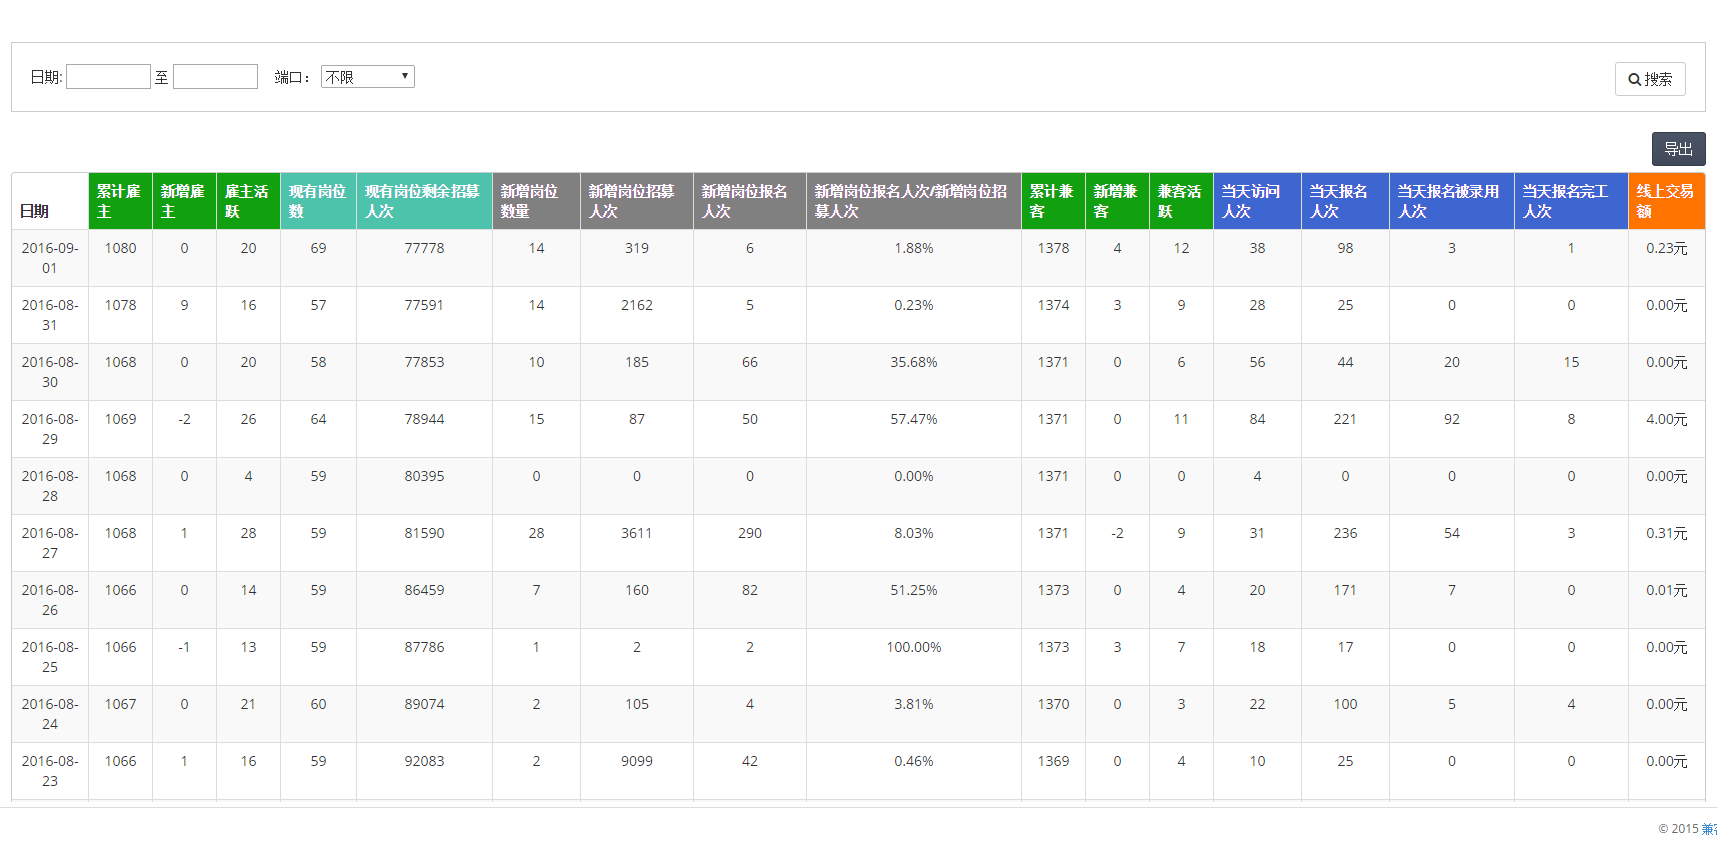 日期: 至 端口： 不限 搜索
导出
日期 累计雇主 新增雇主 雇主活跃 现有岗位数 现有岗位剩余招募人次 新增岗位数量 新增岗位招募人次 新增岗位报名人次 新增岗位报名人次/新增岗位招募人次 累计兼客 新增兼客 兼客活跃 当天访问人次 当天报名人次 当天报名被录用人次 当天报名完工人次 线上交易额
2016-09-01 1080 0 20 69 77778 14 319 6 1.88% 1378 4 12 38 98 3 1 0.23元
2016-08-31 1078 9 16 57 77591 14 2162 5 0.23% 1374 3 9 28 25 0 0 0.00元
2016-08-30 1068 0 20 58 77853 10 185 66 35.68% 1371 0 6 56 44 20 15 0.00元
2016-08-29 1069 -2 26 64 78944 15 87 50 57.47% 1371 0 11 84 221 92 8 4.00元
2016-08-28 1068 0 4 59 80395 0 0 0 0.00% 1371 0 0 4 0 0 0 0.00元
2016-08-27 1068 1 28 59 81590 28 3611 290 8.03% 1371 -2 9 31 236 54 3 0.31元
2016-08-26 1066 0 14 59 86459 7 160 82 51.25% 1373 0 4 20 171 7 0 0.01元
2016-08-25 1066 -1 13 59 87786 1 2 2 100.00% 1373 3 7 18 17 0 0 0.00元
2016-08-24 1067 0 21 60 89074 2 105 4 3.81% 1370 0 3 22 100 5 4 0.00元
2016-08-23 1066 1 16 59 92083 2 9099 42 0.46% 1369 0 4 10 25 0 0 0.00元
© 2015 兼